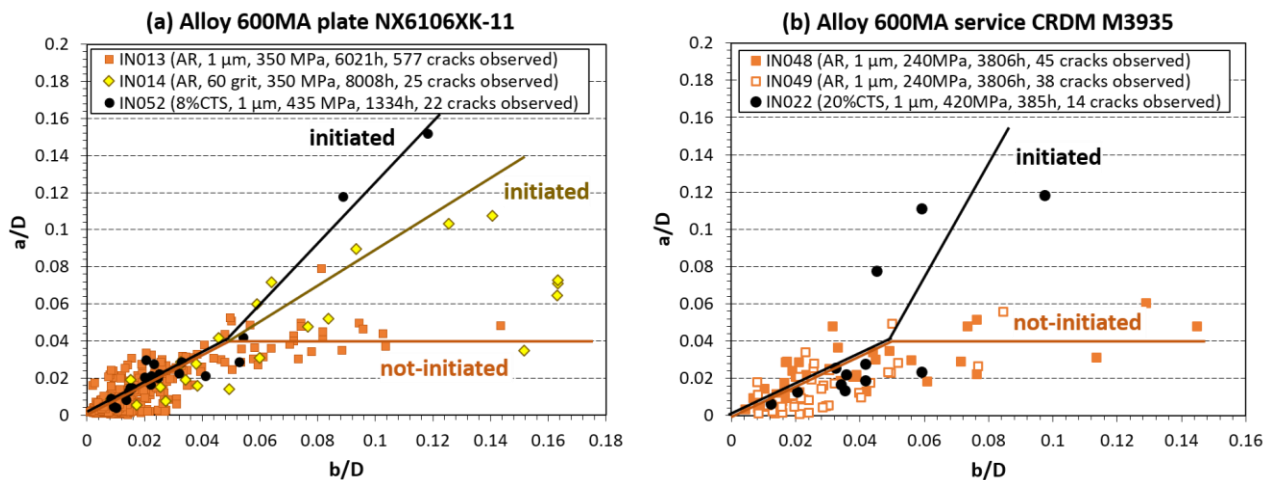 (a) Alloy 600MA plate NX6106XK-11
IN013 (AR, 1 µm, 350 MPa, 6021h, 577 cracks observed)
IN014 (AR, 60 grit, 350 MPa, 8008h, 25 cracks observed)
IN052 (8%CTS, 1 µm, 435 MPa, 1334h, 22 cracks observed)
initiated
initiated
not-initiated
0.2
0.18
0.16
0.14
0.12
0.1
0.08
0.06
0.04
0.02
0
a/D
0 0.02 0.04 0.06 0.08 0.1 0.12 0.14 0.16 0.18
b/D
(b) Alloy 600MA service CRDM M3935
IN048 (AR, 1 µm, 240MPa, 3806h, 45 cracks observed)
IN049 (AR, 1 µm, 240MPa, 3806h, 38 cracks observed)
IN022 (20%CTS, 1 µm, 420MPa, 385h, 14 cracks observed)
initiated
not-initiated
0.2
0.18
0.16
0.14
0.12
0.1
0.08
0.06
0.04
0.02
0
a/D
0 0.02 0.04 0.06 0.08 0.1 0.12 0.14 0.16
b/D